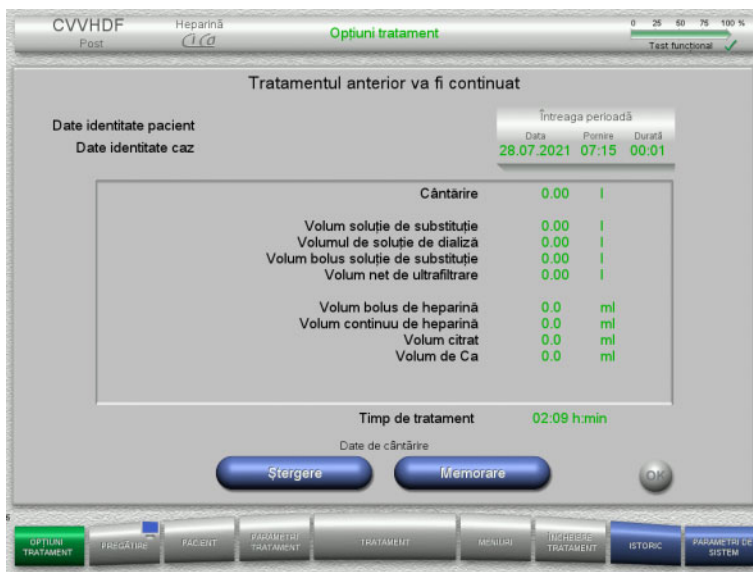 CVVHDF
Post
Heparină
Ci Ca
Opțiuni tratament
0 25 50 75 100 %
Test funcțional
Tratamentul anterior va fi continuat
Întreaga perioadă
Date identitate pacient
Date identitate caz
Data Pornire Durată
28.07.2021 07:15 00:01
Cântărire 0.00 l
Volum soluție de substituție 0.00 l
Volumul de soluție de dializă 0.00 l
Volum bolus soluție de substituție 0.00 l
Volum net de ultrafiltrare 0.00 l
Volum bolus de heparină 0.0 ml
Volum continuu de heparină 0.0 ml
Volum citrat 0.0 ml
Volum de Ca 0.0 ml
Timp de tratament 02:09 h:min
Date de cântărire
Ștergere Memorare OK
OPȚIUNI TRATAMENT
PREGĂTIRE
PACIENT
PARAMETRI TRATAMENT
TRATAMENT
MENIURI
ÎNCHEIERE TRATAMENT
ISTORIC
PARAMETRI DE SISTEM